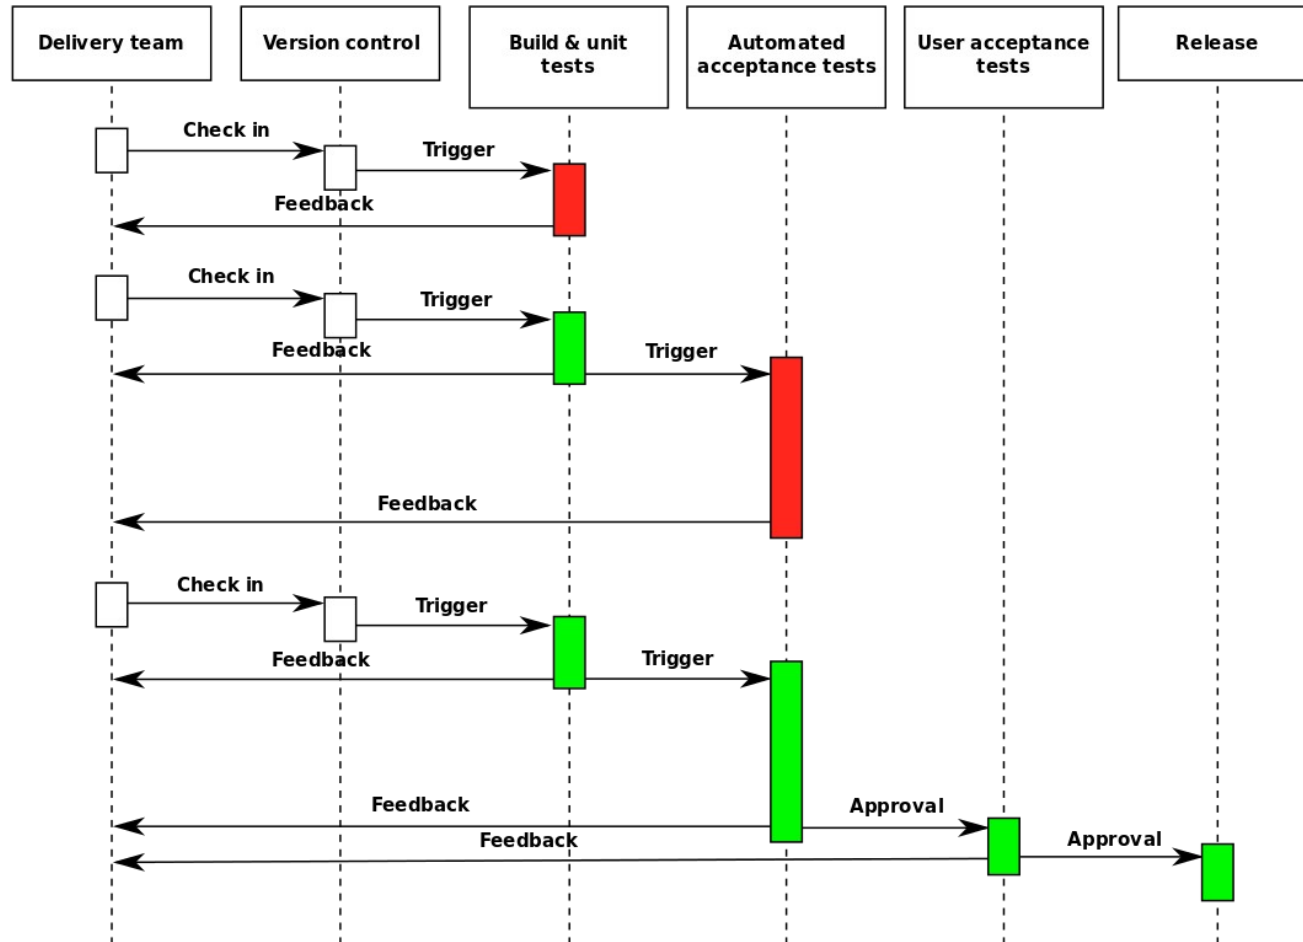 Delivery team
Version control
Build & unit
tests
Automated
acceptance tests
User acceptance
tests
Release
Check in
Trigger
Feedback
Check in
Trigger
Feedback
Trigger
Feedback
Check in
Trigger
Feedback
Trigger
Feedback
Approval
Feedback
Approval